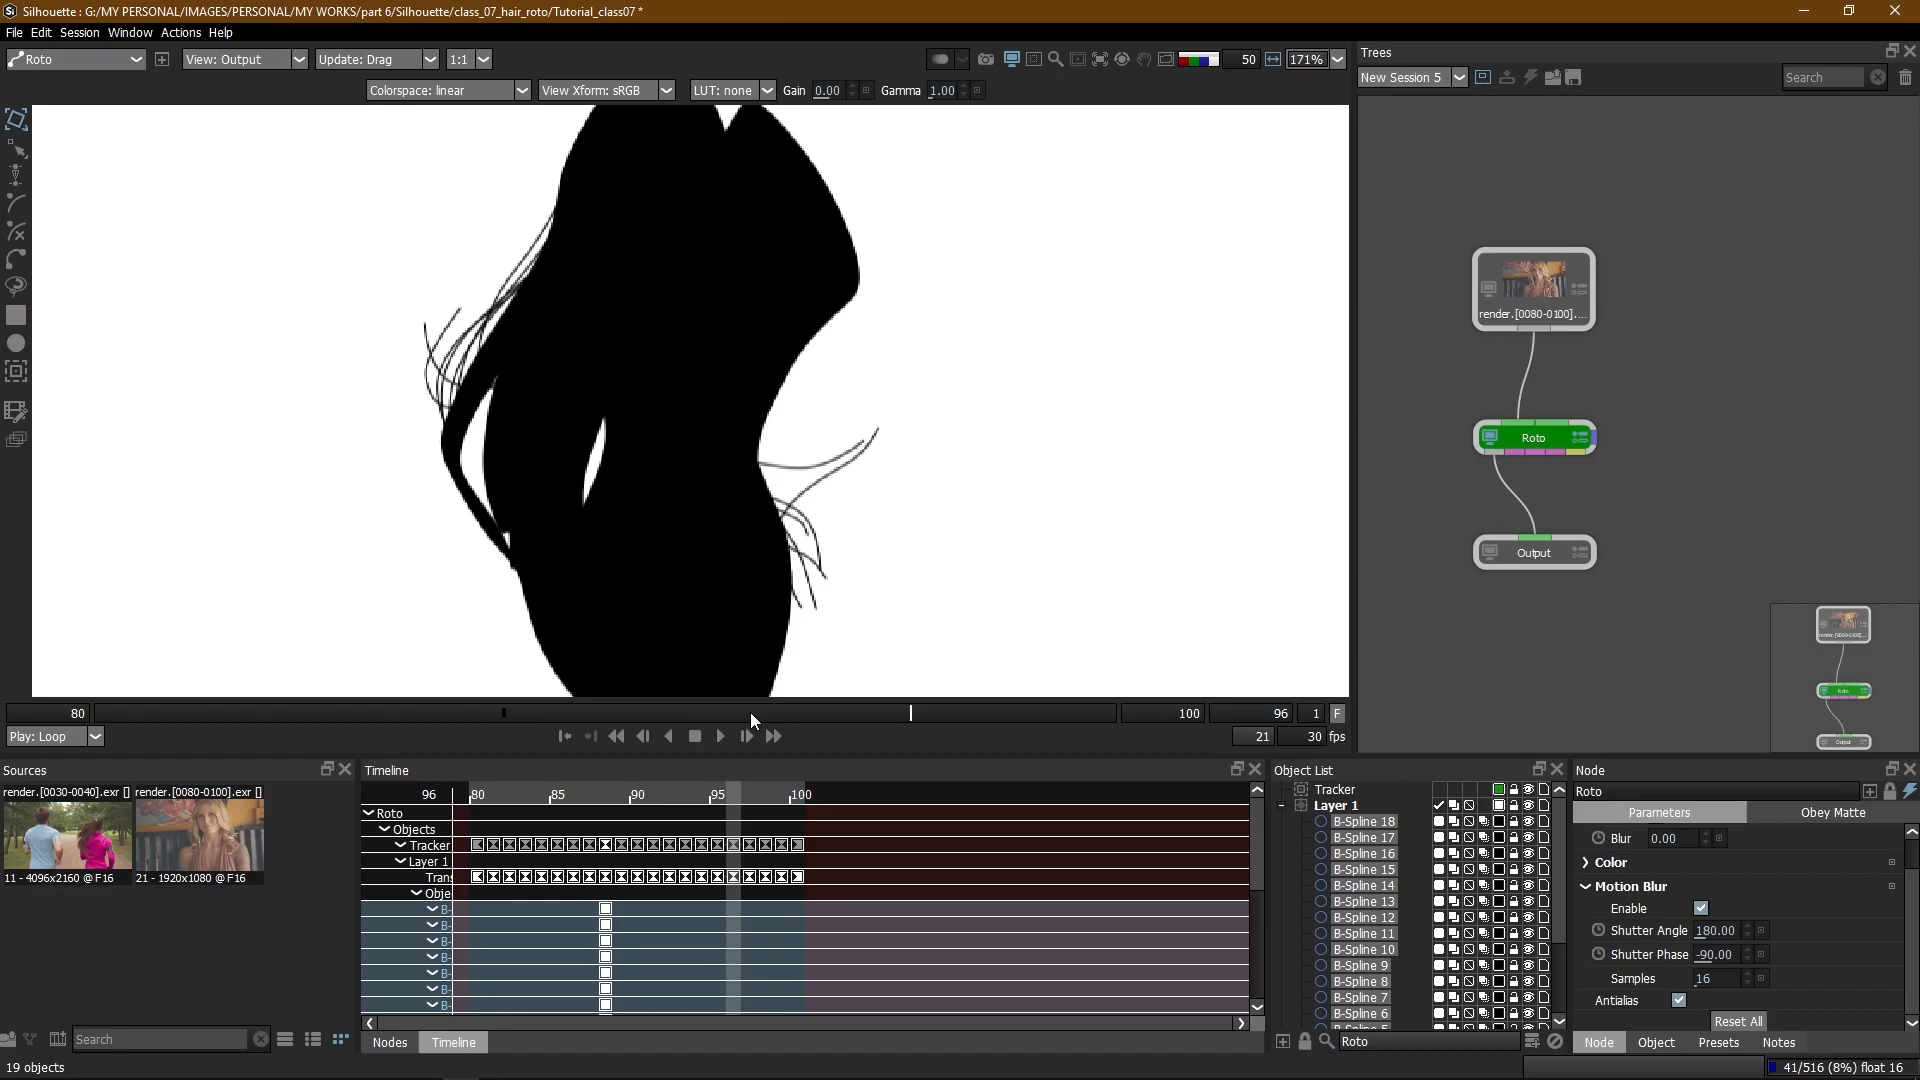 Silhouette : G:/MY PERSONAL/IMAGES/PERSONAL/MY WORKS/part 6/Silhouette/class_07_hair_roto/Tutorial_class07 *
File Edit Session Window Actions Help
Roto View: Output Update: Drag 1:1 50 171%
Colorspace: linear View Xform: sRGB LUT: none Gain 0.00 Gamma 1.00
Trees
New Session 5 Search
render.[0080-0100]....
Roto
Output
80 100 96 1 F
Play: Loop 21 30 fps
Sources
render.[0030-0040].exr [] render.[0080-0100].exr []
11 - 4096x2160 @F16 21 - 1920x1080 @F16
Search
Timeline
96 80 85 90 95 100
Roto
Objects
Tracker
Layer 1
Trans
Obje
B-
B-
B-
B-
B-
B-
B-
Nodes Timeline
Object List
Tracker
Layer 1
B-Spline 18
B-Spline 17
B-Spline 16
B-Spline 15
B-Spline 14
B-Spline 13
B-Spline 12
B-Spline 11
B-Spline 10
B-Spline 9
B-Spline 8
B-Spline 7
B-Spline 6
Roto
Node
Roto
Parameters Obey Matte
Blur 0.00
Color
Motion Blur
Enable
Shutter Angle 180.00
Shutter Phase -90.00
Samples 16
Antialias
Reset All
Node Object Presets Notes
19 objects
41/516 (8%) float 16